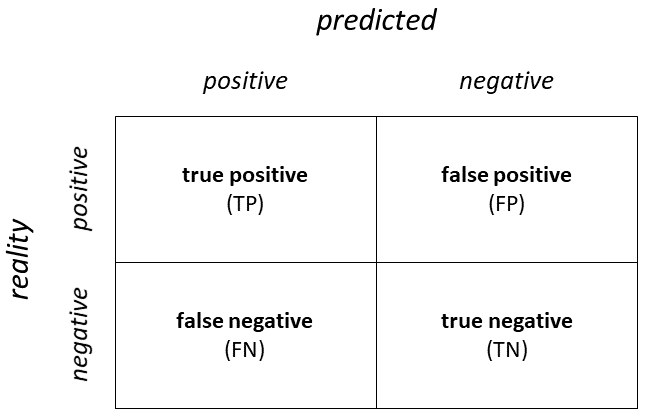 predicted
positive
negative
reality
positive
true positive
(TP)
false positive
(FP)
negative
false negative
(FN)
true negative
(TN)